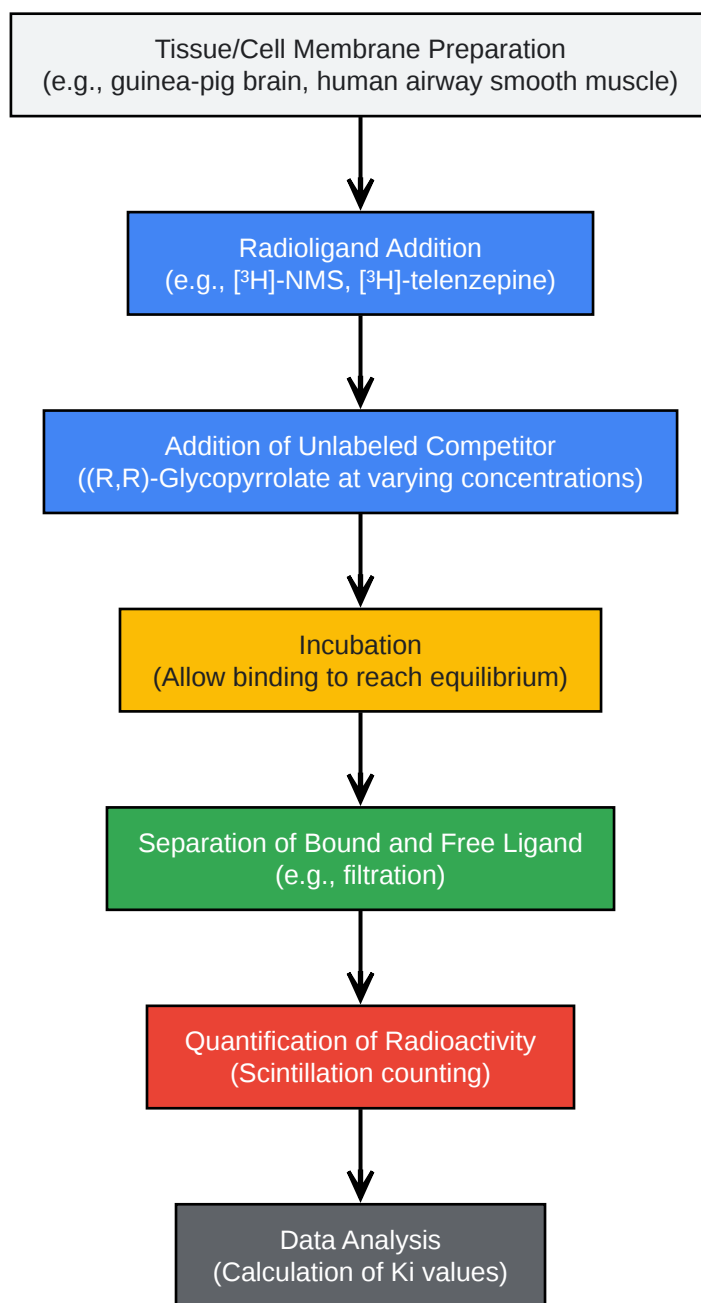 Tissue/Cell Membrane Preparation
(e.g., guinea-pig brain, human airway smooth muscle)
Radioligand Addition
(e.g., [³H]-NMS, [³H]-telenzepine)
Addition of Unlabeled Competitor
((R,R)-Glycopyrrolate at varying concentrations)
Incubation
(Allow binding to reach equilibrium)
Separation of Bound and Free Ligand
(e.g., filtration)
Quantification of Radioactivity
(Scintillation counting)
Data Analysis
(Calculation of Ki values)